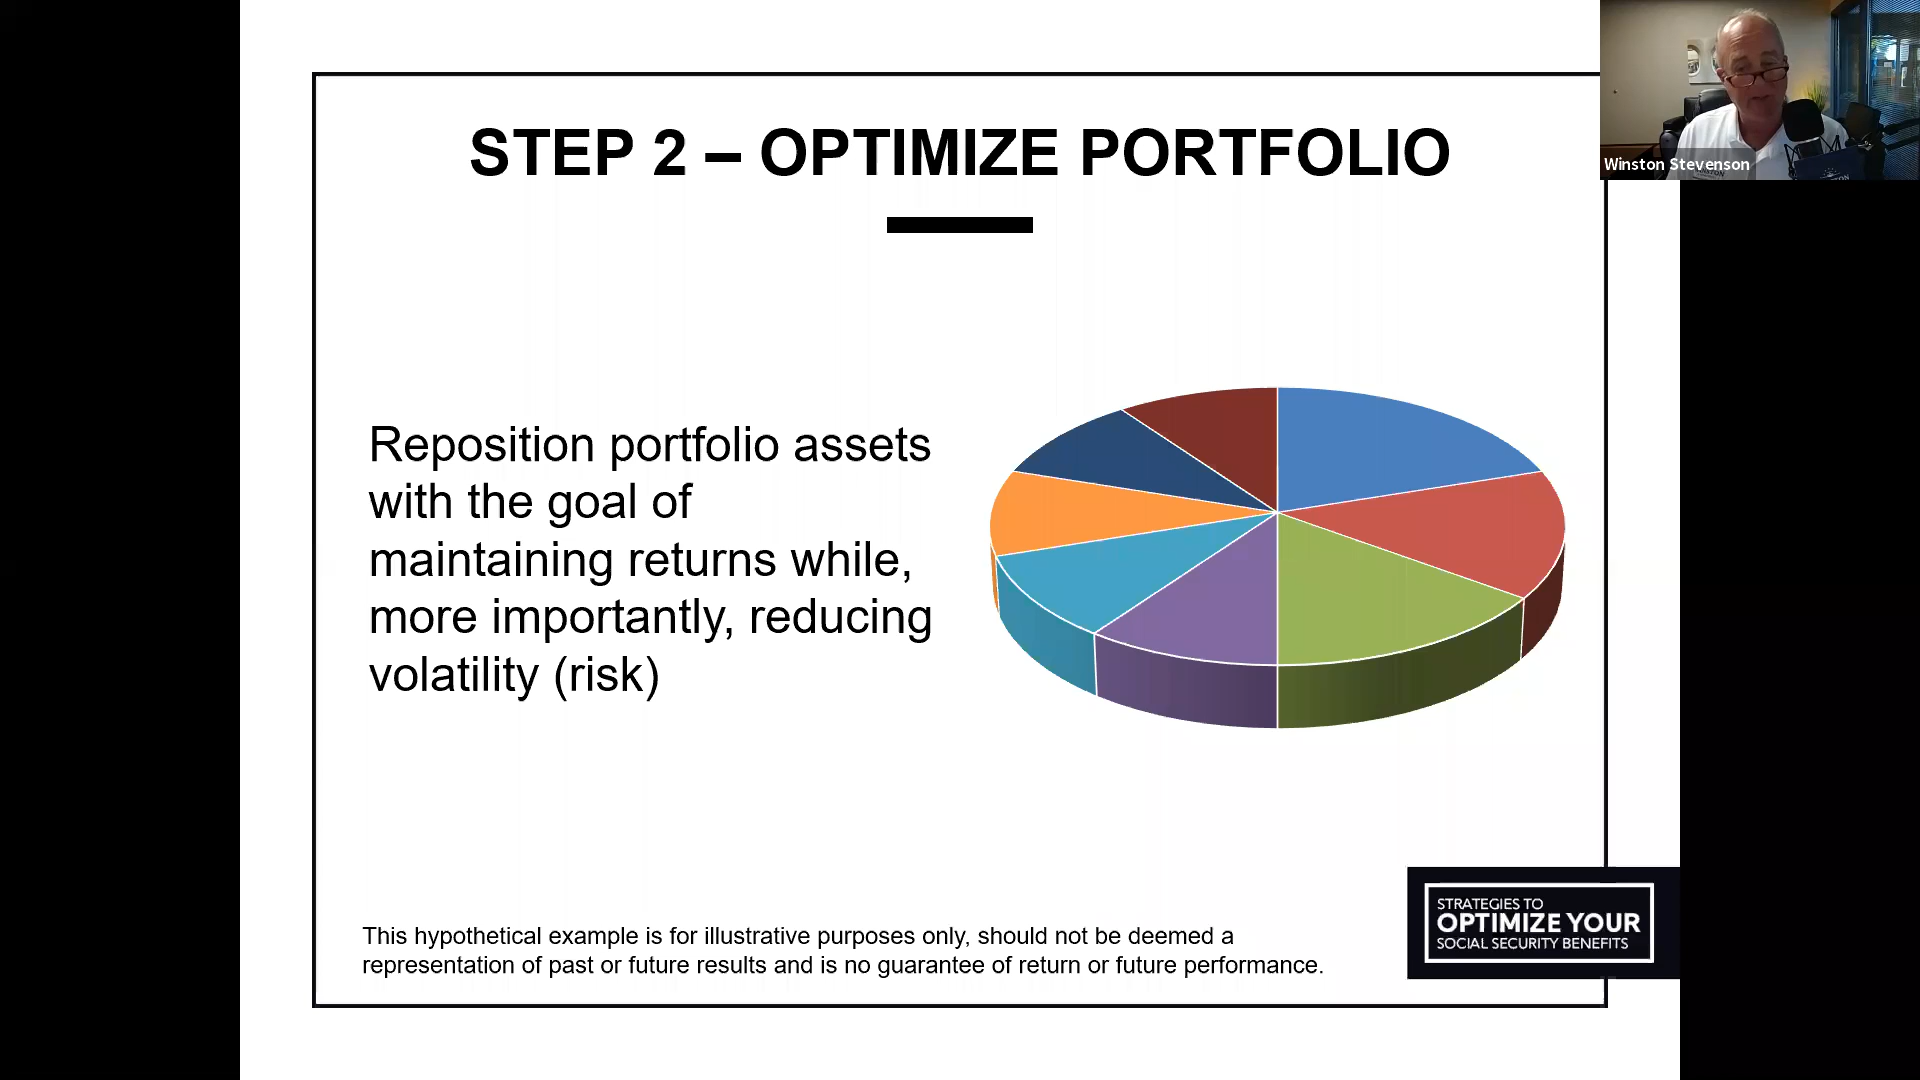 STEP 2 – OPTIMIZE PORTFOLIO
Winston Stevenson
Reposition portfolio assets
with the goal of
maintaining returns while,
more importantly, reducing
volatility (risk)
This hypothetical example is for illustrative purposes only, should not be deemed a
representation of past or future results and is no guarantee of return or future performance.
STRATEGIES TO
OPTIMIZE YOUR
SOCIAL SECURITY BENEFITS